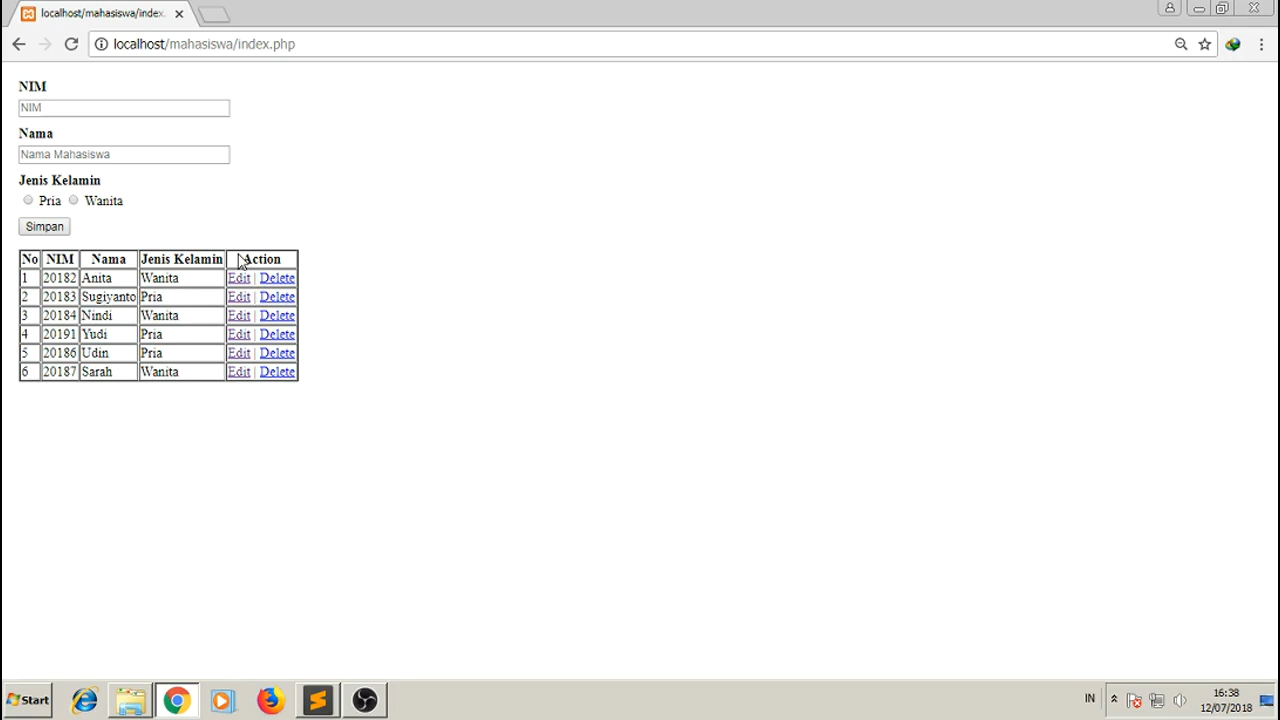 localhost/mahasiswa/index.
localhost/mahasiswa/index.php
NIM
NIM
Nama
Nama Mahasiswa
Jenis Kelamin
Pria Wanita
Simpan
No NIM Nama Jenis Kelamin Action
1 20182 Anita Wanita Edit | Delete
2 20183 Sugiyanto Pria Edit | Delete
3 20184 Nindi Wanita Edit | Delete
4 20191 Yudi Pria Edit | Delete
5 20186 Udin Pria Edit | Delete
6 20187 Sarah Wanita Edit | Delete
Start IN 16:38
12/07/2018